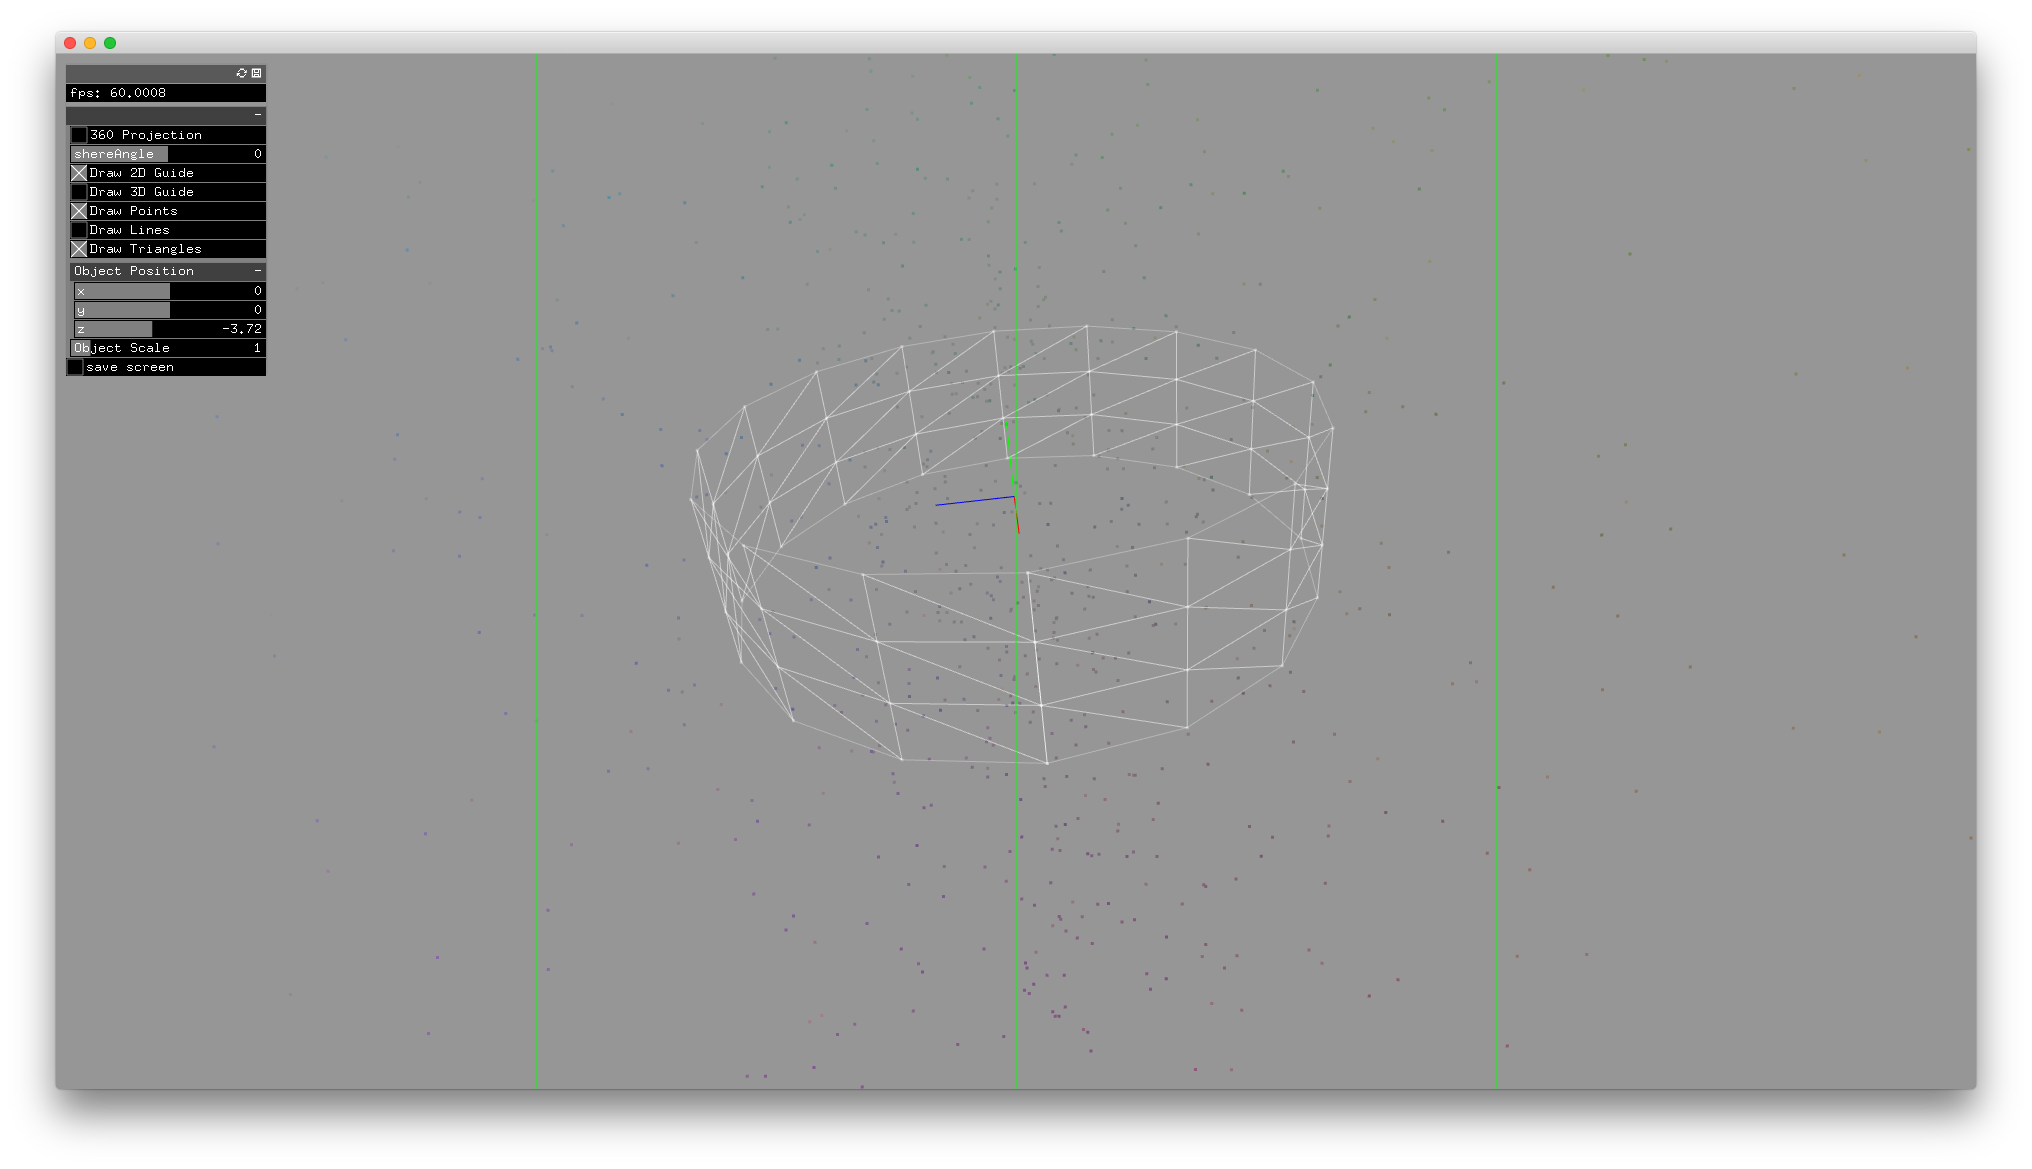 fps: 60.0008
360 Projection
shereAngle 0
Draw 2D Guide
Draw 3D Guide
Draw Points
Draw Lines
Draw Triangles
Object Position -
x 0
y 0
z -3.72
Object Scale 1
save screen